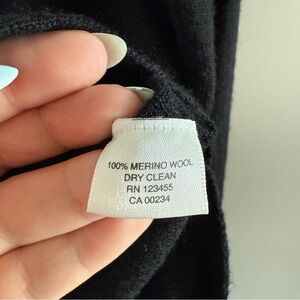 100% MERINO WOOL
DRY CLEAN
RN 123455
CA 00234